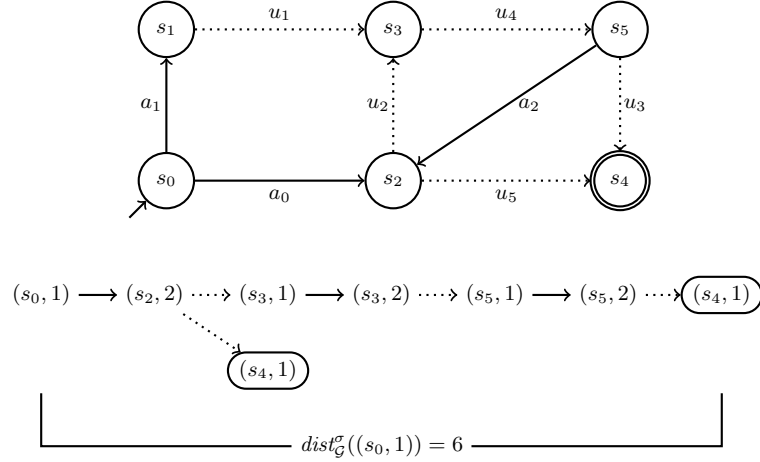 s₁ u₁ s₃ u₄ s₅
a₁ u₂ a₂ u₃
s₀ a₀ s₂ u₅ s₄
(s₀, 1) (s₂, 2) (s₃, 1) (s₃, 2) (s₅, 1) (s₅, 2) (s₄, 1)
(s₄, 1)
dist_𝒢^σ((s₀, 1)) = 6